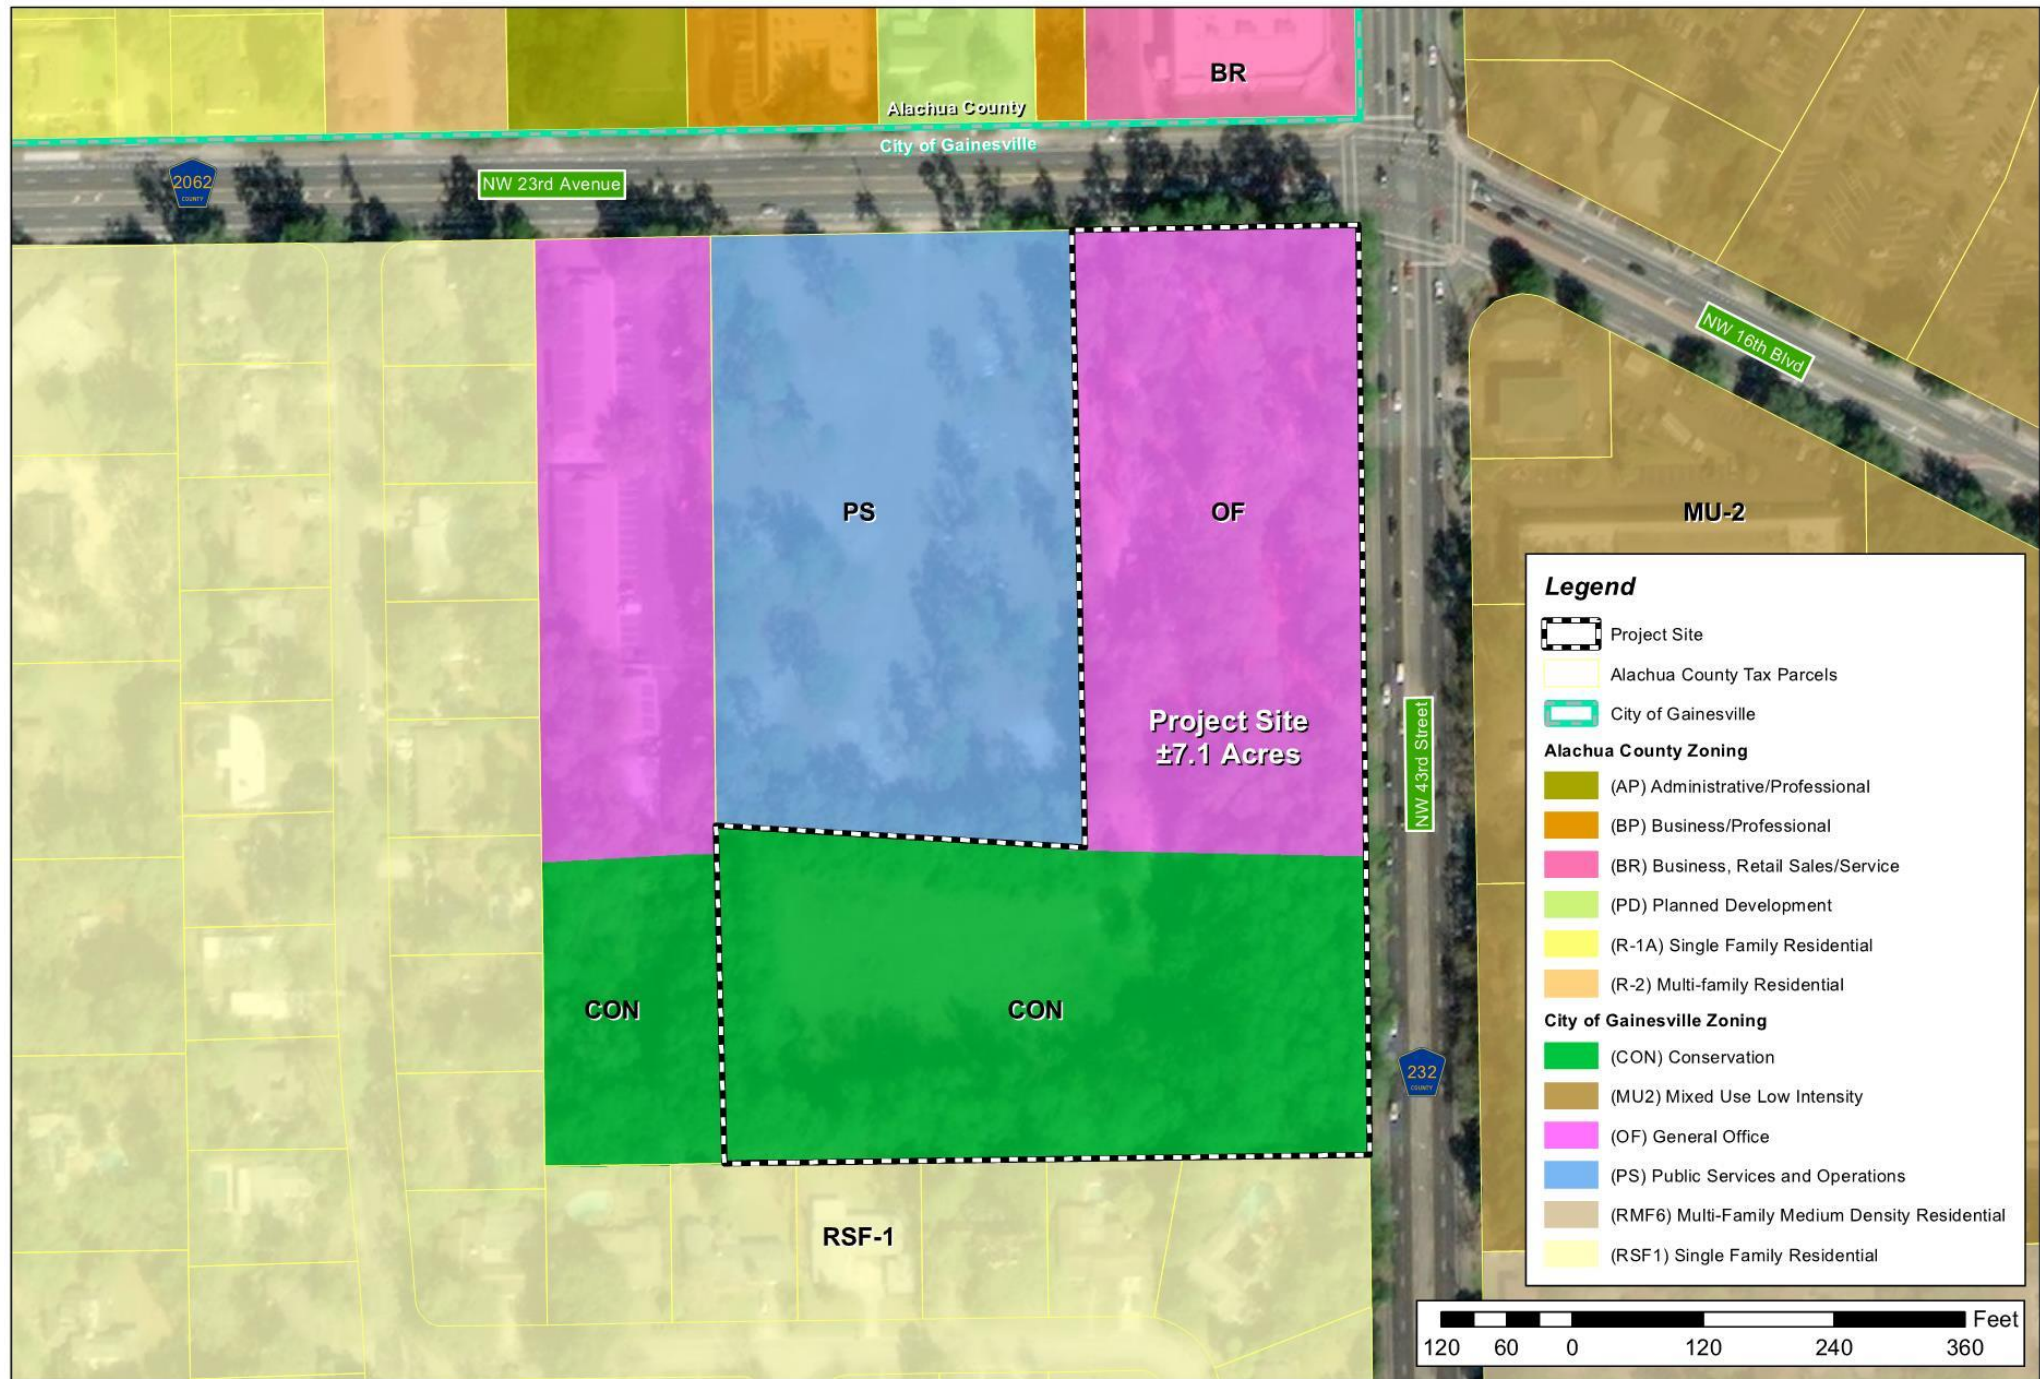 BR
Alachua County
City of Gainesville
2062
COUNTY
NW 23rd Avenue
NW 16th Blvd
PS
OF
MU-2
Project Site
±7.1 Acres
NW 43rd Street
CON
CON
232
COUNTY
RSF-1
Legend
Project Site
Alachua County Tax Parcels
City of Gainesville
Alachua County Zoning
(AP) Administrative/Professional
(BP) Business/Professional
(BR) Business, Retail Sales/Service
(PD) Planned Development
(R-1A) Single Family Residential
(R-2) Multi-family Residential
City of Gainesville Zoning
(CON) Conservation
(MU2) Mixed Use Low Intensity
(OF) General Office
(PS) Public Services and Operations
(RMF6) Multi-Family Medium Density Residential
(RSF1) Single Family Residential
Feet
120 60 0 120 240 360